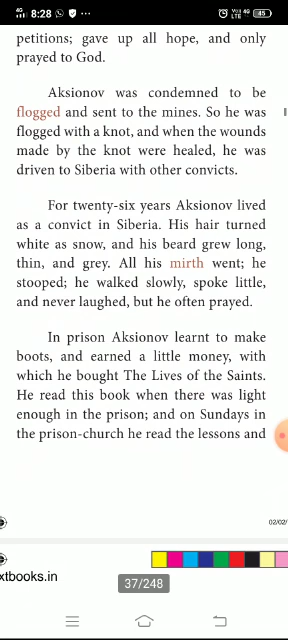 4G 8:28
4G 45
petitions; gave up all hope, and only
prayed to God.
Aksionov was condemned to be
flogged and sent to the mines. So he was
flogged with a knot, and when the wounds
made by the knot were healed, he was
driven to Siberia with other convicts.
For twenty-six years Aksionov lived
as a convict in Siberia. His hair turned
white as snow, and his beard grew long,
thin, and grey. All his mirth went; he
stooped; he walked slowly, spoke little,
and never laughed, but he often prayed.
In prison Aksionov learnt to make
boots, and earned a little money, with
which he bought The Lives of the Saints.
He read this book when there was light
enough in the prison; and on Sundays in
the prison-church he read the lessons and
02/02/
xtbooks.in
37/248